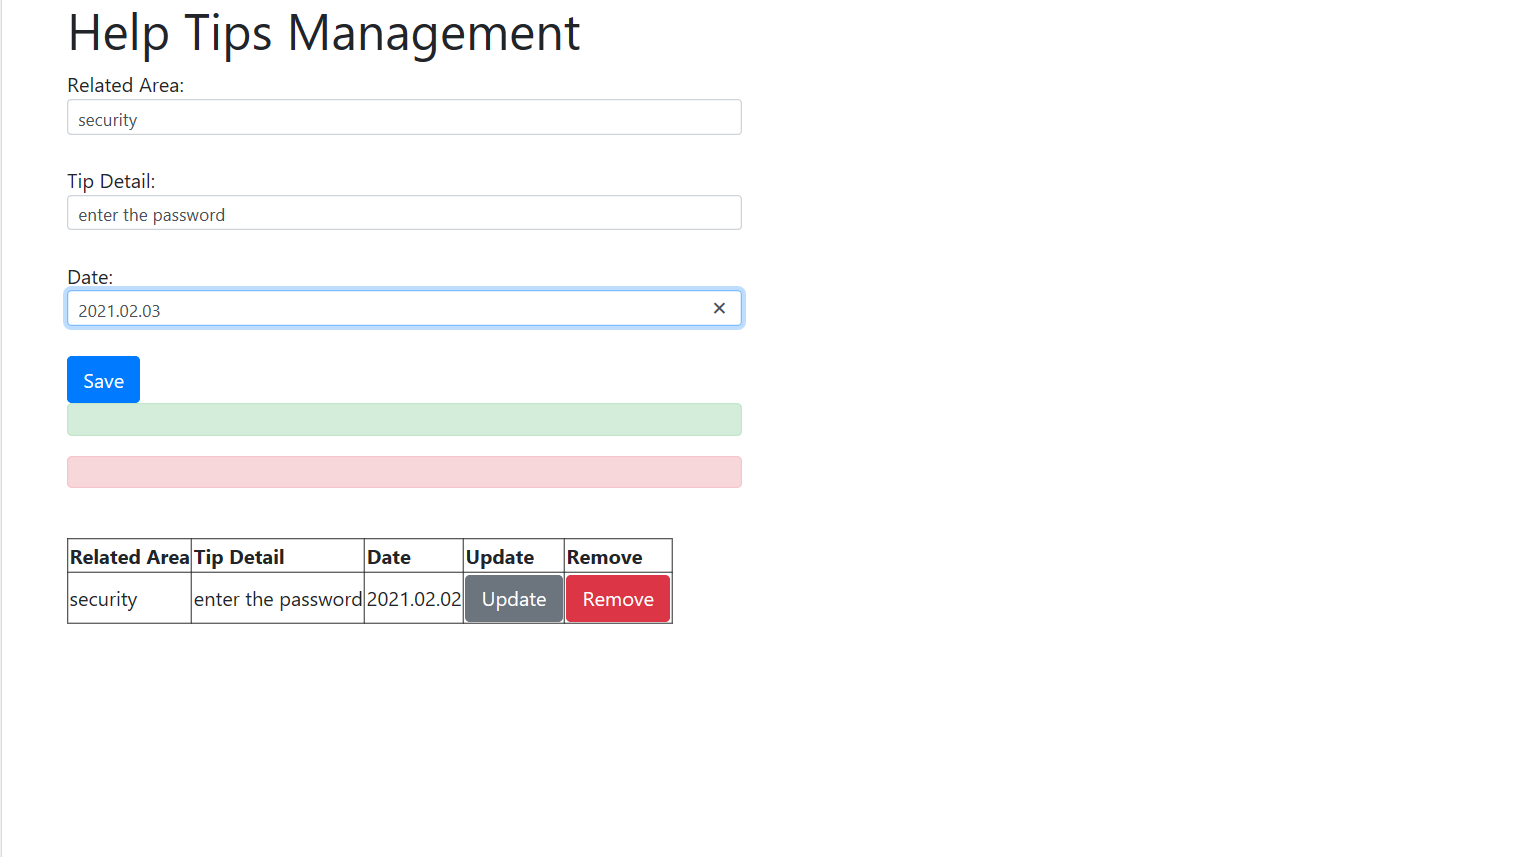 Help Tips Management
Related Area:
security
Tip Detail:
enter the password
Date:
2021.02.03
Save
Related Area Tip Detail Date Update Remove
security enter the password 2021.02.02 Update Remove